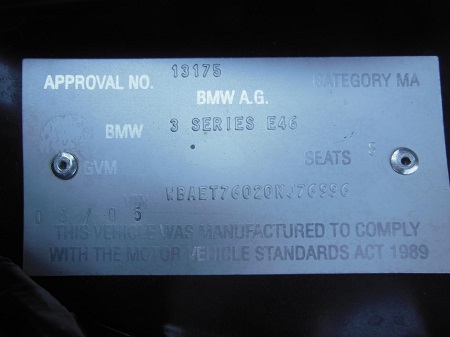 APPROVAL NO. 13175 CATEGORY MA
BMW A.G.
BMW 3 SERIES E46
GVM SEATS 5
VIN
THIS VEHICLE WAS MANUFACTURED TO COMPLY
WITH THE MOTOR VEHICLE STANDARDS ACT 1989